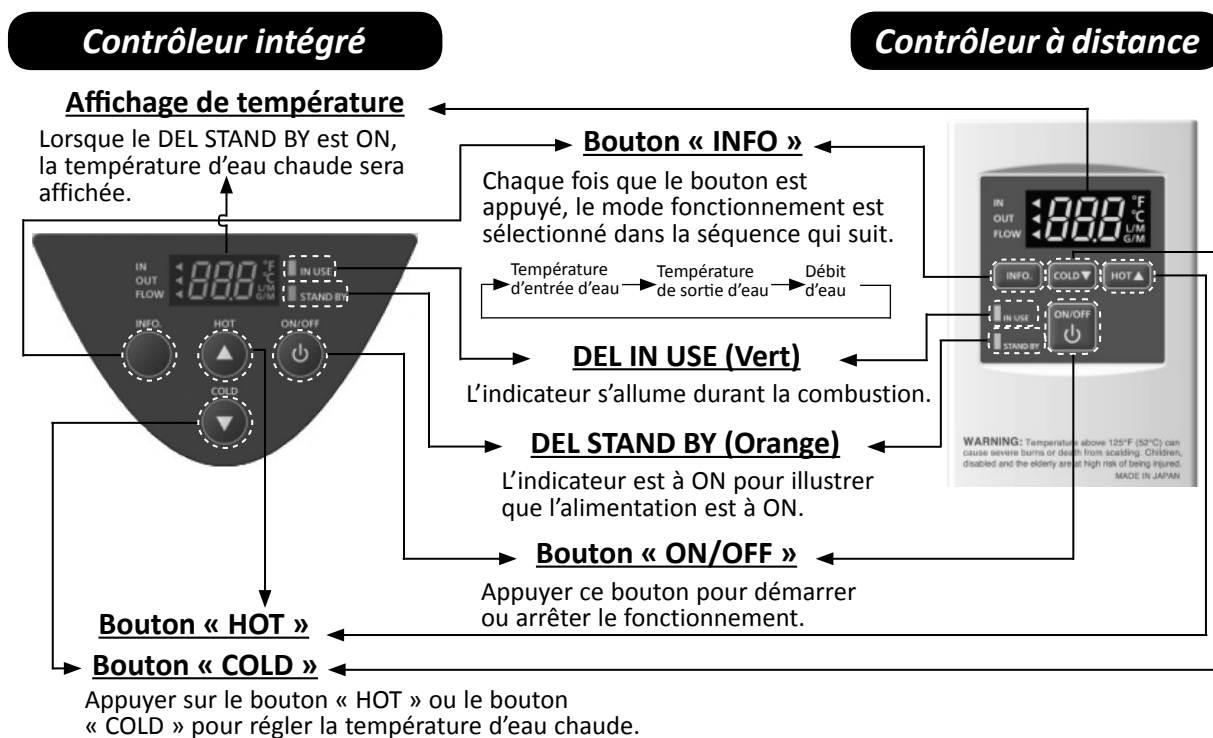 Contrôleur intégré
Contrôleur à distance
Affichage de température
Lorsque le DEL STAND BY est ON,
la température d'eau chaude sera
affichée.
Bouton « INFO »
Chaque fois que le bouton est
appuyé, le mode fonctionnement est
sélectionné dans la séquence qui suit.
Température
d'entrée d'eau
Température
de sortie d'eau
Débit
d'eau
IN
OUT
FLOW
88.8
°F
°C
L/M
G/M
IN USE
STAND BY
INFO.
HOT
ON/OFF
COLD
IN
OUT
FLOW
88.8
°F
°C
L/M
G/M
INFO.
COLD▼
HOT▲
IN USE
STAND BY
ON/OFF
WARNING: Temperature above 125°F (52°C) can
cause severe burns or death from scalding. Children,
disabled and the elderly are at high risk of being injured.
MADE IN JAPAN
DEL IN USE (Vert)
L'indicateur s'allume durant la combustion.
DEL STAND BY (Orange)
L'indicateur est à ON pour illustrer
que l'alimentation est à ON.
Bouton « ON/OFF »
Appuyer ce bouton pour démarrer
ou arrêter le fonctionnement.
Bouton « HOT »
Bouton « COLD »
Appuyer sur le bouton « HOT » ou le bouton
« COLD » pour régler la température d'eau chaude.